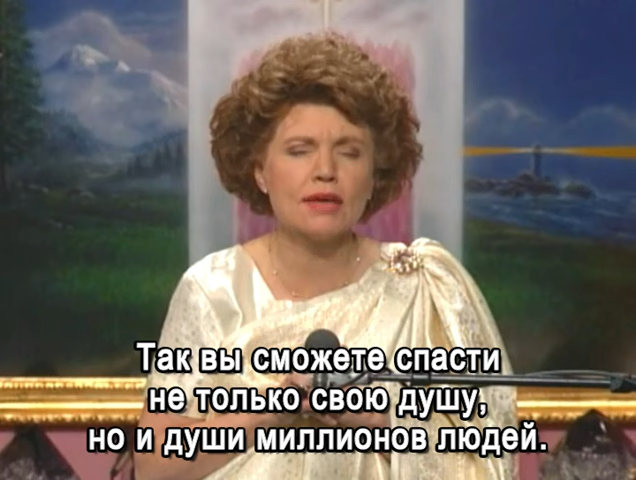 Так вы сможете спасти
не только свою душу,
но и души миллионов людей.